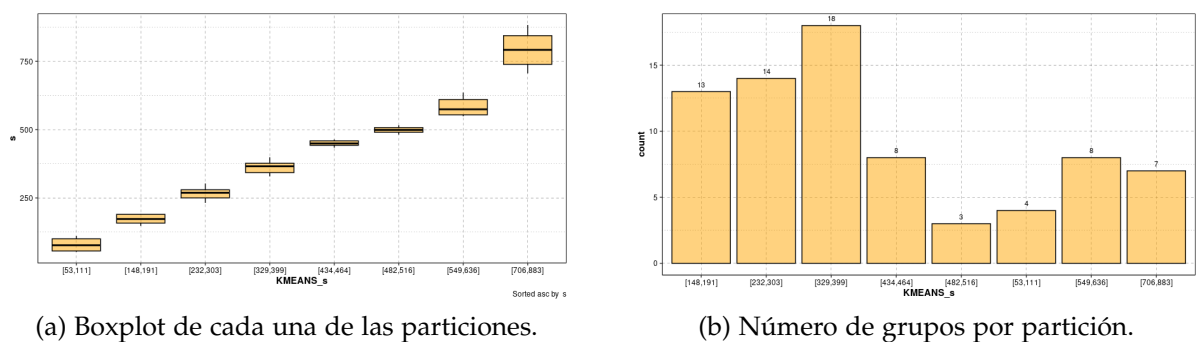 750
500
250
s
[53,111] [148,191] [232,303] [329,399] [434,464] [482,516] [549,636] [706,883]
KMEANS_s
Sorted asc by s
(a) Boxplot de cada una de las particiones.
15
10
5
0
count
13 14 18 8 3 4 8 7
[148,191] [232,303] [329,399] [434,464] [482,516] [53,111] [549,636] [706,883]
KMEANS_s
(b) Número de grupos por partición.